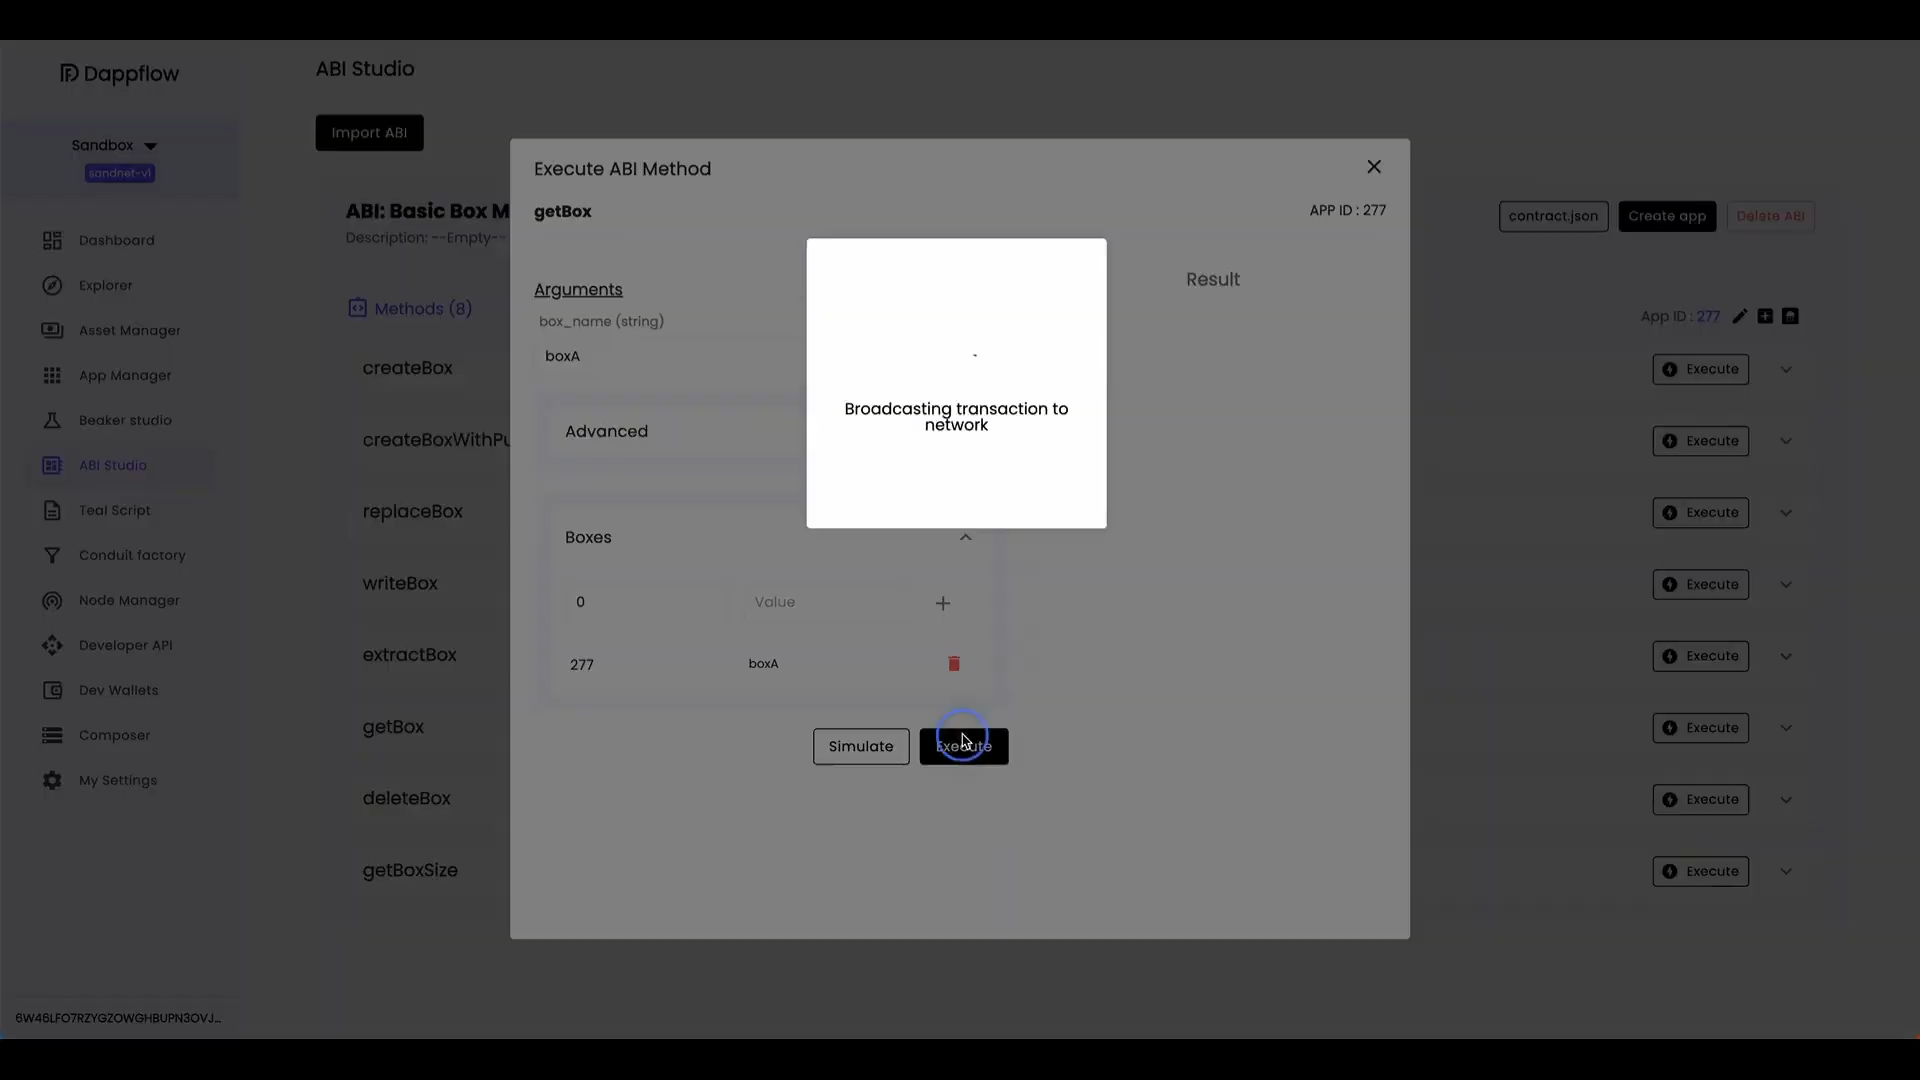 Dappflow
ABI Studio
Sandbox
sandnet-v1
Import ABI
Dashboard
Explorer
Asset Manager
App Manager
Beaker studio
ABI Studio
Teal Script
Conduit factory
Node Manager
Developer API
Dev Wallets
Composer
My Settings
6W46LFO7RZYGZOWGHBUPN3OVJ...
ABI: Basic Box M
Description: --Empty--
contract.json
Create app
Delete ABI
Methods (8)
App ID : 277
createBox
Execute
createBoxWithPu
Execute
replaceBox
Execute
writeBox
Execute
extractBox
Execute
getBox
Execute
deleteBox
Execute
getBoxSize
Execute
Execute ABI Method
getBox
APP ID : 277
Arguments
box_name (string)
boxA
Advanced
Boxes
0
Value
277
boxA
Simulate
Execute
Result
Broadcasting transaction to
network